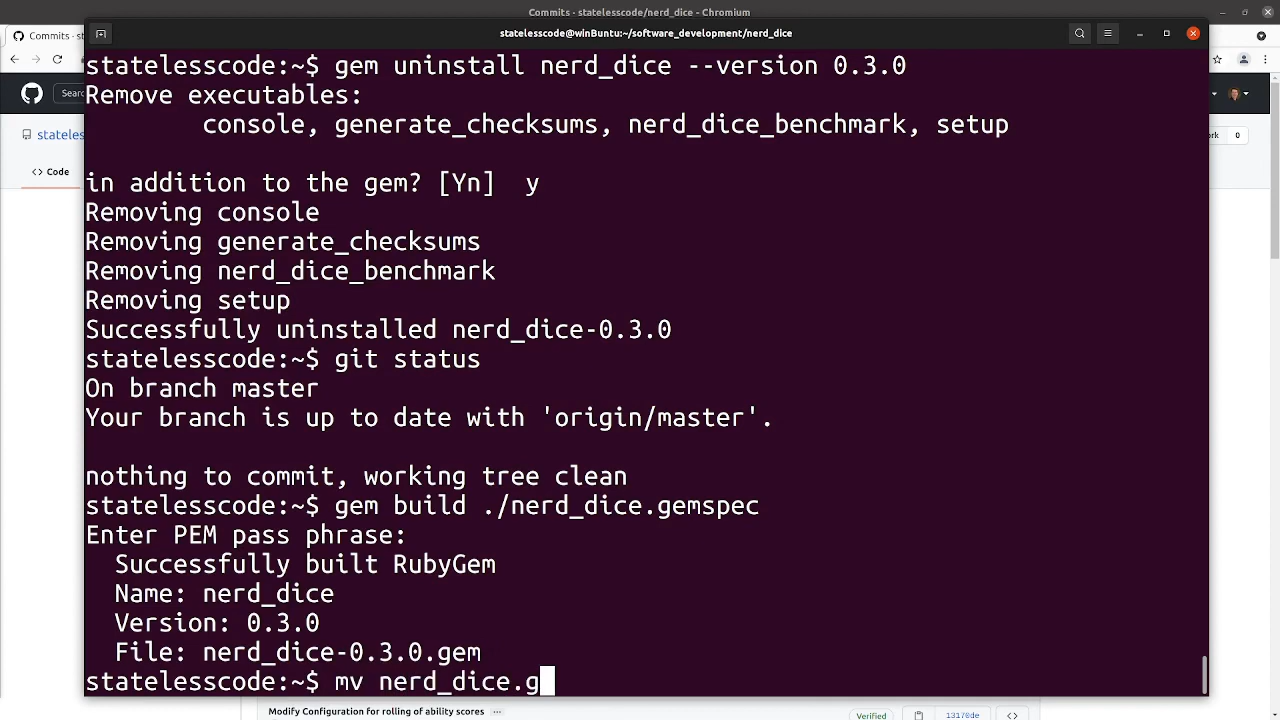 Commits · statelesscode/nerd_dice - Chromium
Commits · s
statelesscode@winBuntu:~/software_development/nerd_dice
Searc
stateles
ork 0
<> Code
statelesscode:~$ gem uninstall nerd_dice --version 0.3.0
Remove executables:
console, generate_checksums, nerd_dice_benchmark, setup
in addition to the gem? [Yn] y
Removing console
Removing generate_checksums
Removing nerd_dice_benchmark
Removing setup
Successfully uninstalled nerd_dice-0.3.0
statelesscode:~$ git status
On branch master
Your branch is up to date with 'origin/master'.
nothing to commit, working tree clean
statelesscode:~$ gem build ./nerd_dice.gemspec
Enter PEM pass phrase:
Successfully built RubyGem
Name: nerd_dice
Version: 0.3.0
File: nerd_dice-0.3.0.gem
statelesscode:~$ mv nerd_dice.g
Modify Configuration for rolling of ability scores ...
Verified 13170de <>